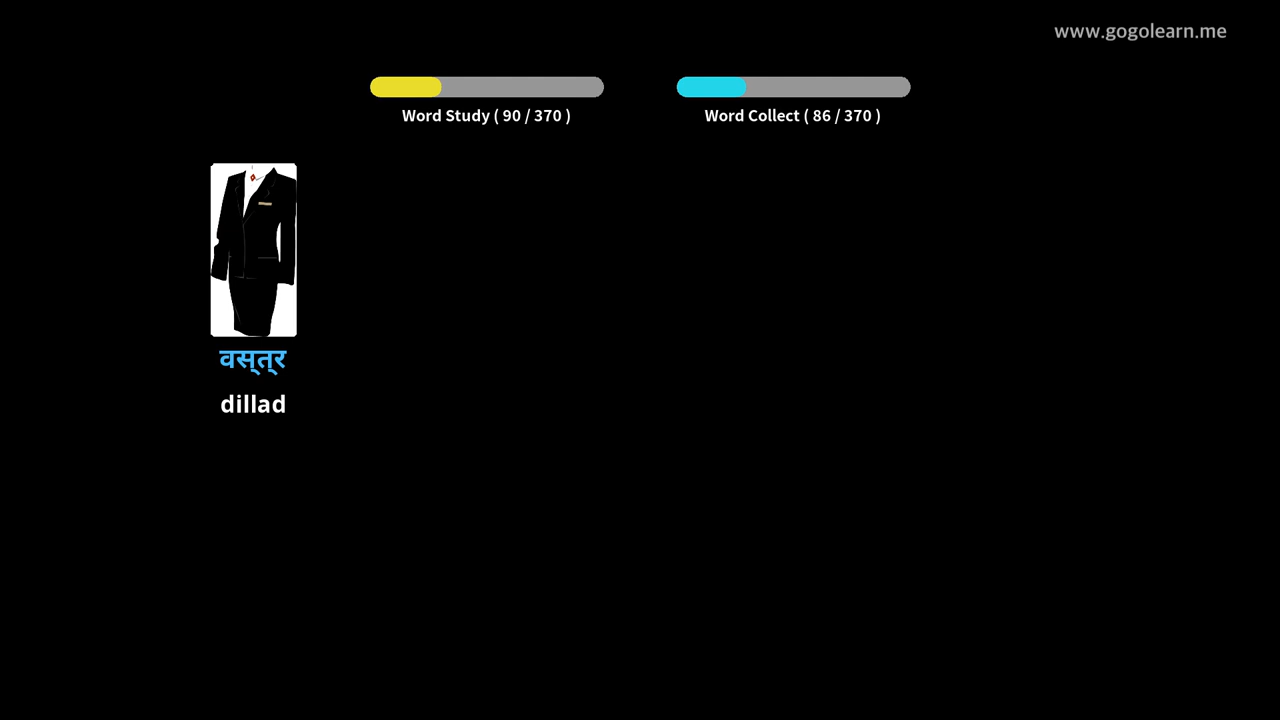 www.gogolearn.me
Word Study ( 90 / 370 )
Word Collect ( 86 / 370 )
वस्त्र
dillad